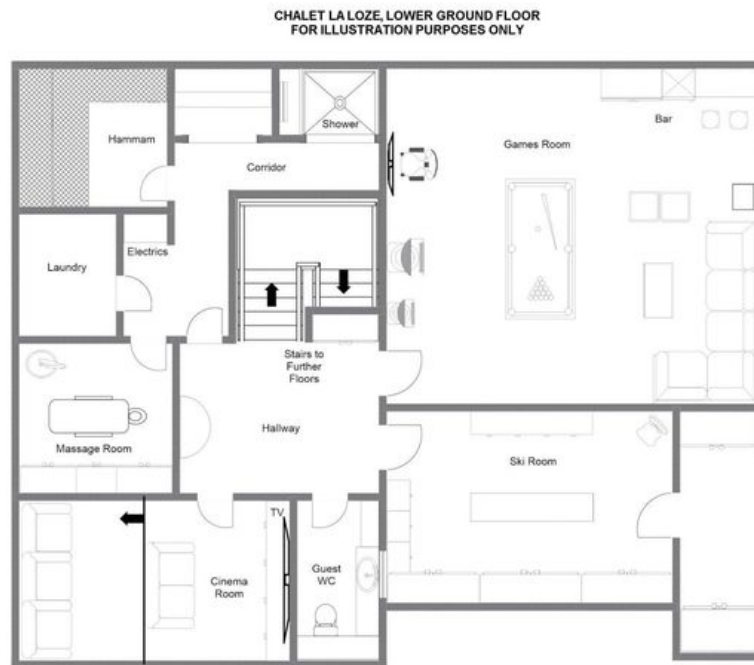 CHALET LA LOZE, LOWER GROUND FLOOR
FOR ILLUSTRATION PURPOSES ONLY
Hammam
Shower
Corridor
Games Room
Bar
Laundry
Electrics
Stairs to
Further
Floors
Hallway
Massage Room
Ski Room
TV
Cinema
Room
Guest
WC